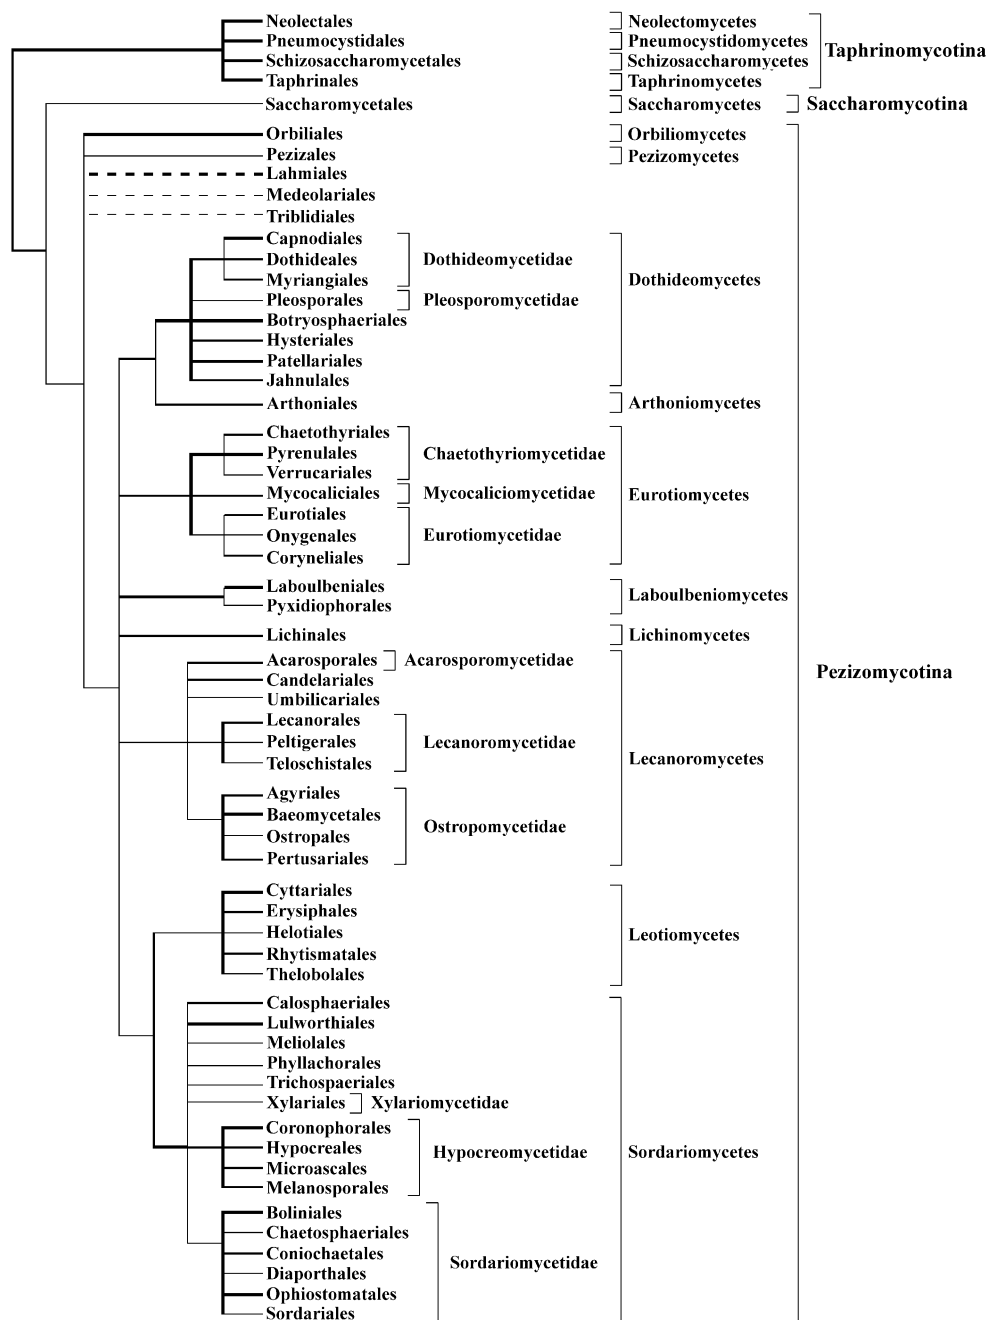 Neolectales Neolectomycetes
Pneumocystidales Pneumocystidomycetes
Taphrinomycotina
Schizosaccharomycetales Schizosaccharomycetes
Taphrinales Taphrinomycetes
Saccharomycetales Saccharomycetes Saccharomycotina
Orbiliales Orbiliomycetes
Pezizales Pezizomycetes
Lahmiales
Medeolariales
Triblidiales
Capnodiales
Dothideales Dothideomycetidae
Myriangiales Dothideomycetes
Pleosporales Pleosporomycetidae
Botryosphaeriales
Hysteriales
Patellariales
Jahnulales
Arthoniales Arthoniomycetes
Chaetothyriales
Pyrenulales Chaetothyriomycetidae
Verrucariales
Mycocaliciales Mycocaliciomycetidae Eurotiomycetes
Eurotiales
Onygenales Eurotiomycetidae
Coryneliales
Laboulbeniales Laboulbeniomycetes
Pyxidiophorales
Lichinales Lichinomycetes
Acarosporales Acarosporomycetidae
Pezizomycotina
Candelariales
Umbilicariales
Lecanorales
Peltigerales Lecanoromycetidae
Teloschistales Lecanoromycetes
Agyriales
Baeomycetales
Ostropomycetidae
Ostropales
Pertusariales
Cyttariales
Erysiphales
Helotiales Leotiomycetes
Rhytismatales
Thelobolales
Calosphaeriales
Lulworthiales
Meliolales
Phyllachorales
Trichospaeriales
Xylariales Xylariomycetidae
Coronophorales
Hypocreales Hypocreomycetidae Sordariomycetes
Microascales
Melanosporales
Boliniales
Chaetosphaeriales
Coniochaetales
Sordariomycetidae
Diaporthales
Ophiostomatales
Sordariales